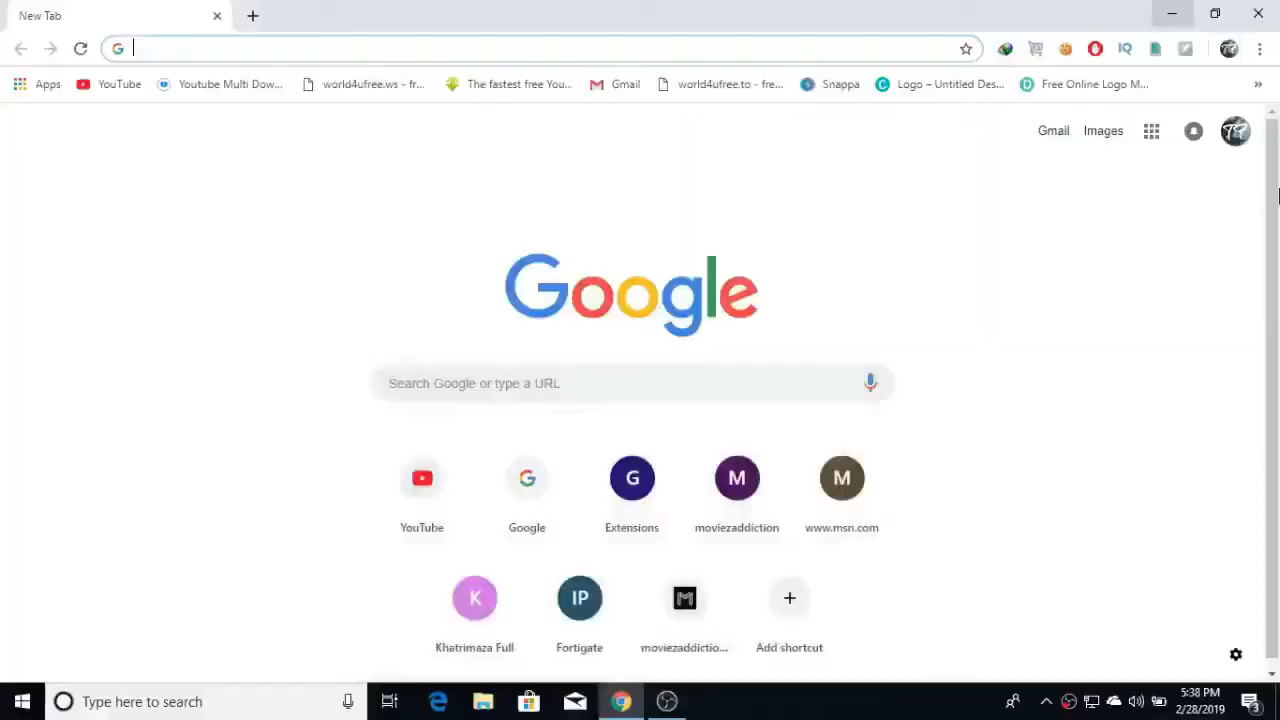 New Tab
Apps YouTube Youtube Multi Dow... world4ufree.ws - fr... The fastest free You... Gmail world4ufree.to - fre... Snappa Logo – Untitled Des... Free Online Logo M... »
Gmail Images
Google
Search Google or type a URL
G M M
YouTube Google Extensions moviezaddiction www.msn.com
K IP M
Khatrimaza Full Fortigate moviezaddictio... Add shortcut
Type here to search
5:38 PM
2/28/2019
3